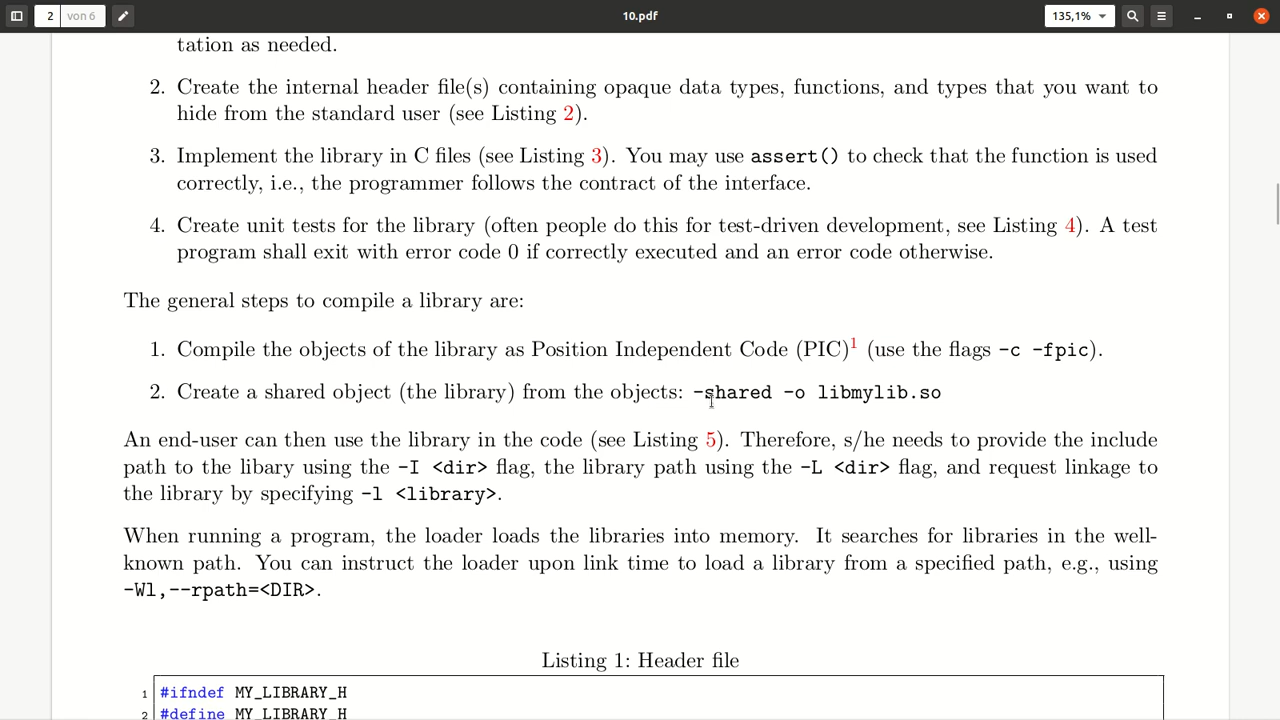 2 von 6
10.pdf
135,1%
tation as needed.
2. Create the internal header file(s) containing opaque data types, functions, and types that you want to
hide from the standard user (see Listing 2).
3. Implement the library in C files (see Listing 3). You may use assert() to check that the function is used
correctly, i.e., the programmer follows the contract of the interface.
4. Create unit tests for the library (often people do this for test-driven development, see Listing 4). A test
program shall exit with error code 0 if correctly executed and an error code otherwise.
The general steps to compile a library are:
1. Compile the objects of the library as Position Independent Code (PIC)1 (use the flags -c -fpic).
2. Create a shared object (the library) from the objects: -shared -o libmylib.so
An end-user can then use the library in the code (see Listing 5). Therefore, s/he needs to provide the include
path to the libary using the -I <dir> flag, the library path using the -L <dir> flag, and request linkage to
the library by specifying -l <library>.
When running a program, the loader loads the libraries into memory. It searches for libraries in the well-
known path. You can instruct the loader upon link time to load a library from a specified path, e.g., using
-Wl,--rpath=<DIR>.
Listing 1: Header file
1 #ifndef MY_LIBRARY_H
2 #define MY_LIBRARY_H